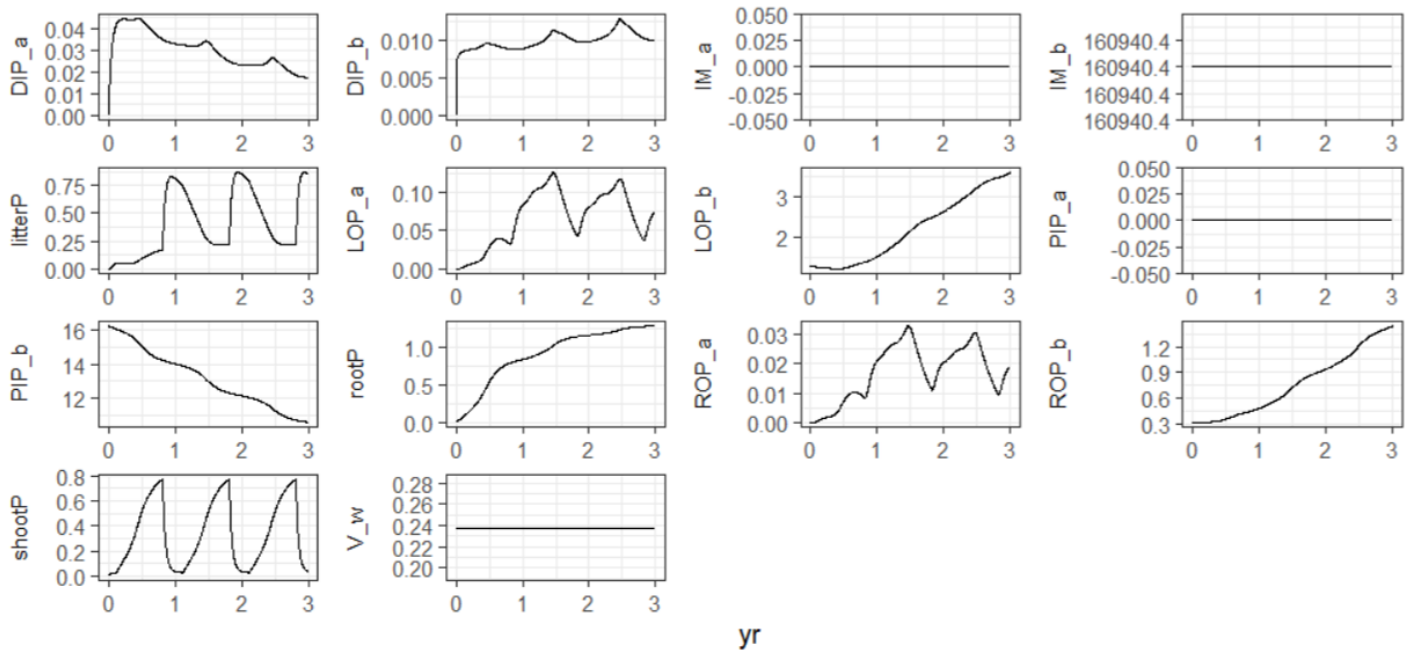 DIP_a
0.04
0.03
0.02
0.01
0.00
0 1 2 3
DIP_b
0.010
0.005
0.000
0 1 2 3
IM_a
0.050
0.025
0.000
-0.025
-0.050
0 1 2 3
IM_b
160940.4
160940.4
160940.4
160940.4
0 1 2 3
litterP
0.75
0.50
0.25
0.00
0 1 2 3
LOP_a
0.10
0.05
0.00
0 1 2 3
LOP_b
3
2
0 1 2 3
PIP_a
0.050
0.025
0.000
-0.025
-0.050
0 1 2 3
PIP_b
16
14
12
0 1 2 3
rootP
1.0
0.5
0.0
0 1 2 3
ROP_a
0.03
0.02
0.01
0.00
0 1 2 3
ROP_b
1.2
0.9
0.6
0.3
0 1 2 3
shootP
0.8
0.6
0.4
0.2
0.0
0 1 2 3
V_w
0.28
0.26
0.24
0.22
0.20
0 1 2 3
yr